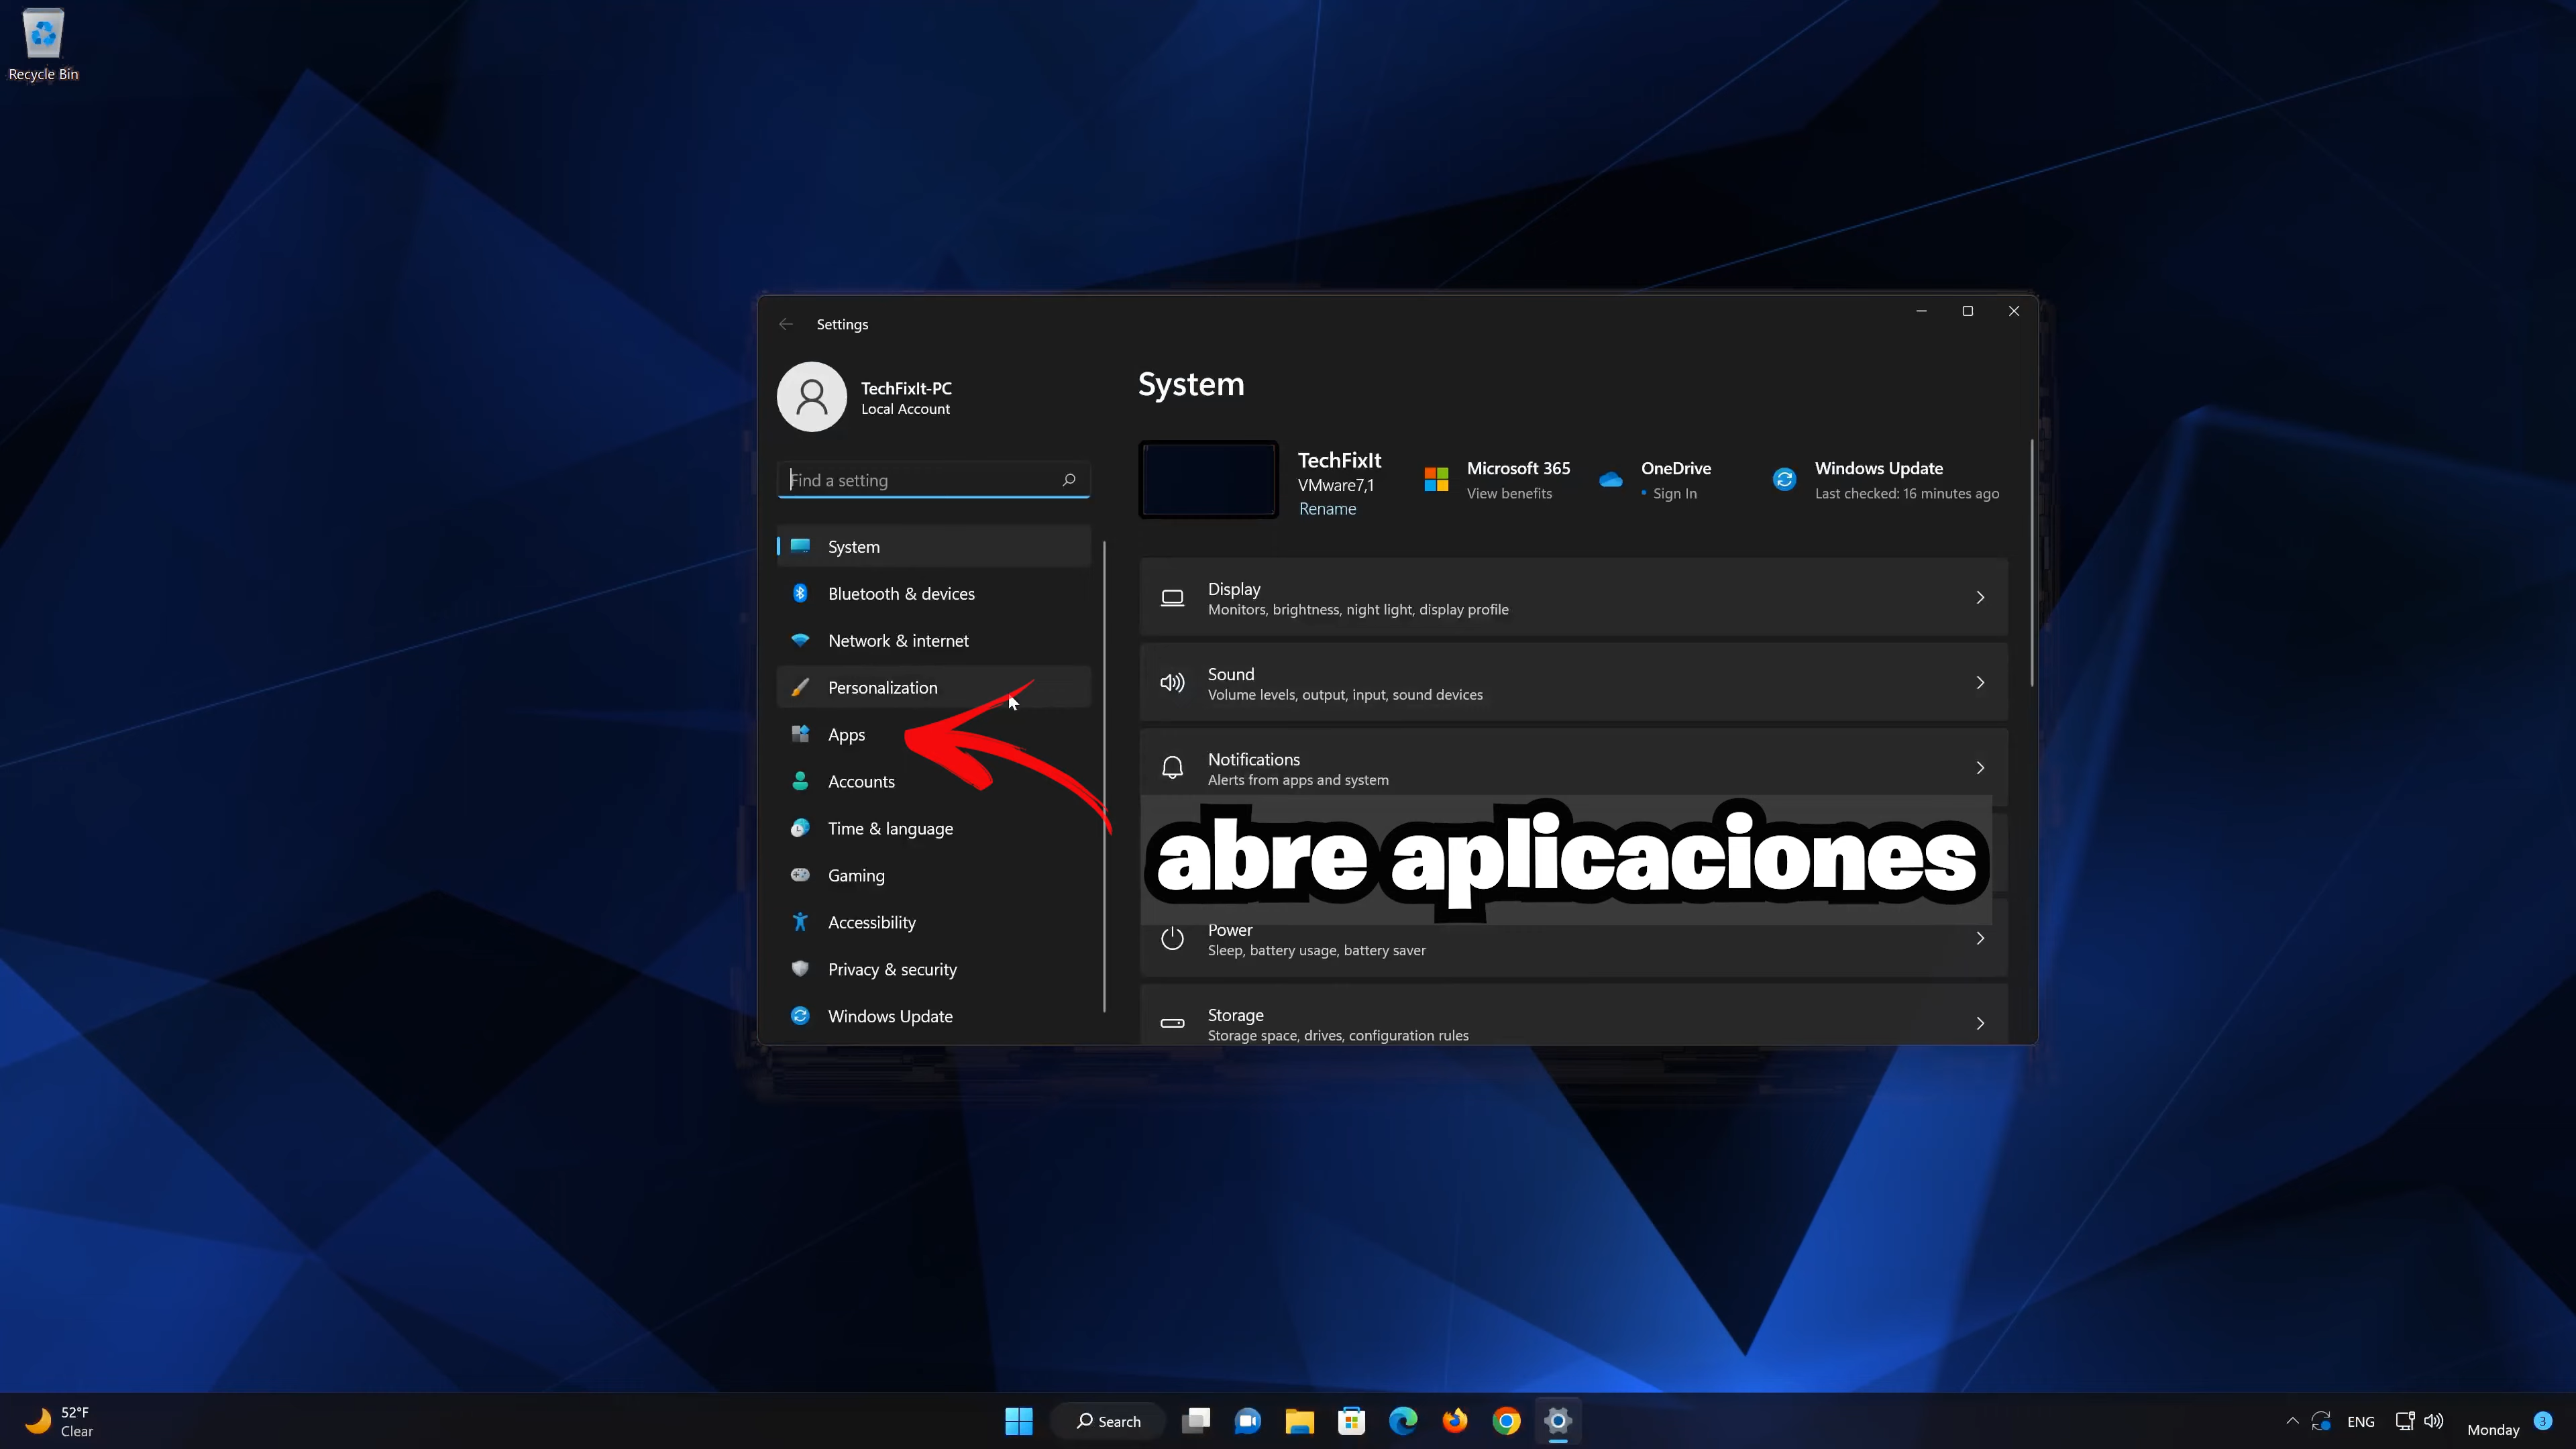 Recycle Bin
Settings
TechFixIt-PC
Local Account
Find a setting
System
Bluetooth & devices
Network & internet
Personalization
Apps
Accounts
Time & language
Gaming
Accessibility
Privacy & security
Windows Update
System
TechFixIt
VMware7,1
Rename
Microsoft 365
View benefits
OneDrive
Sign In
Windows Update
Last checked: 16 minutes ago
Display
Monitors, brightness, night light, display profile
Sound
Volume levels, output, input, sound devices
Notifications
Alerts from apps and system
abre aplicaciones
Power
Sleep, battery usage, battery saver
Storage
Storage space, drives, configuration rules
52°F
Clear
Search
ENG
Monday
3